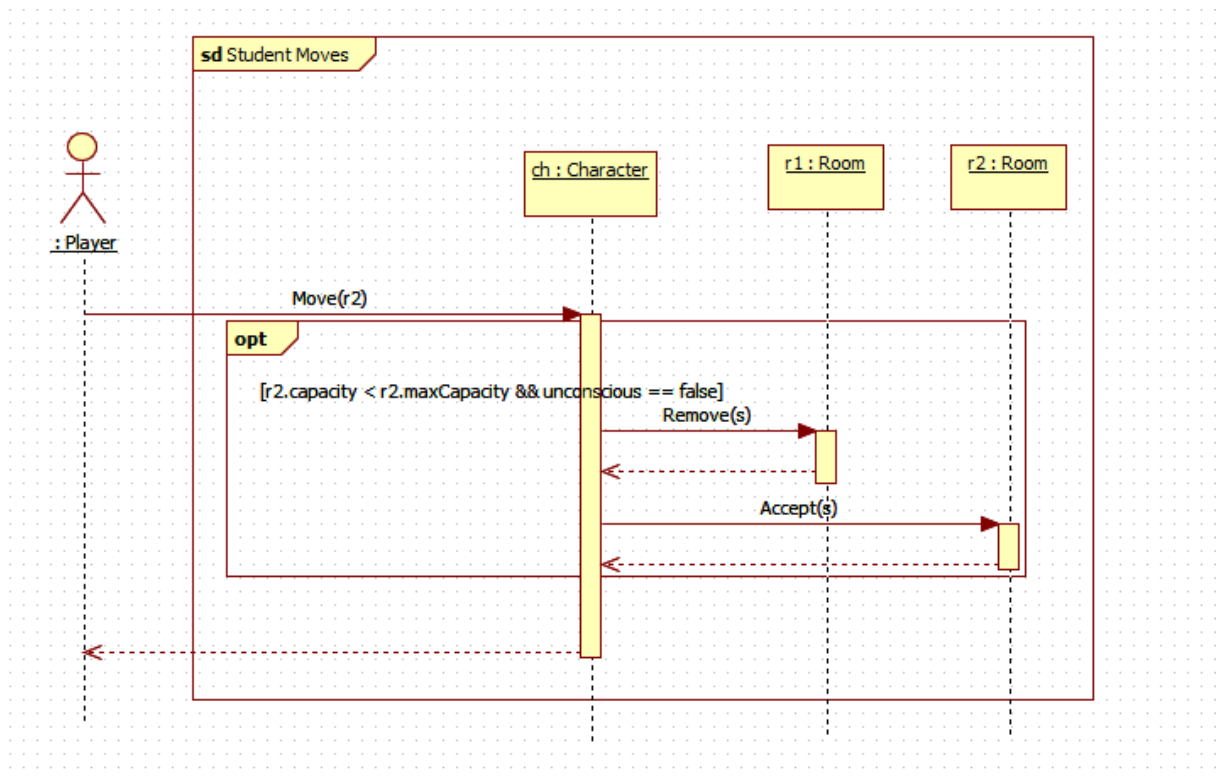 sd Student Moves
ch : Character
r1 : Room
r2 : Room
: Player
Move(r2)
opt
[r2.capacity < r2.maxCapacity && unconscious == false]
Remove(s)
Accept(s)